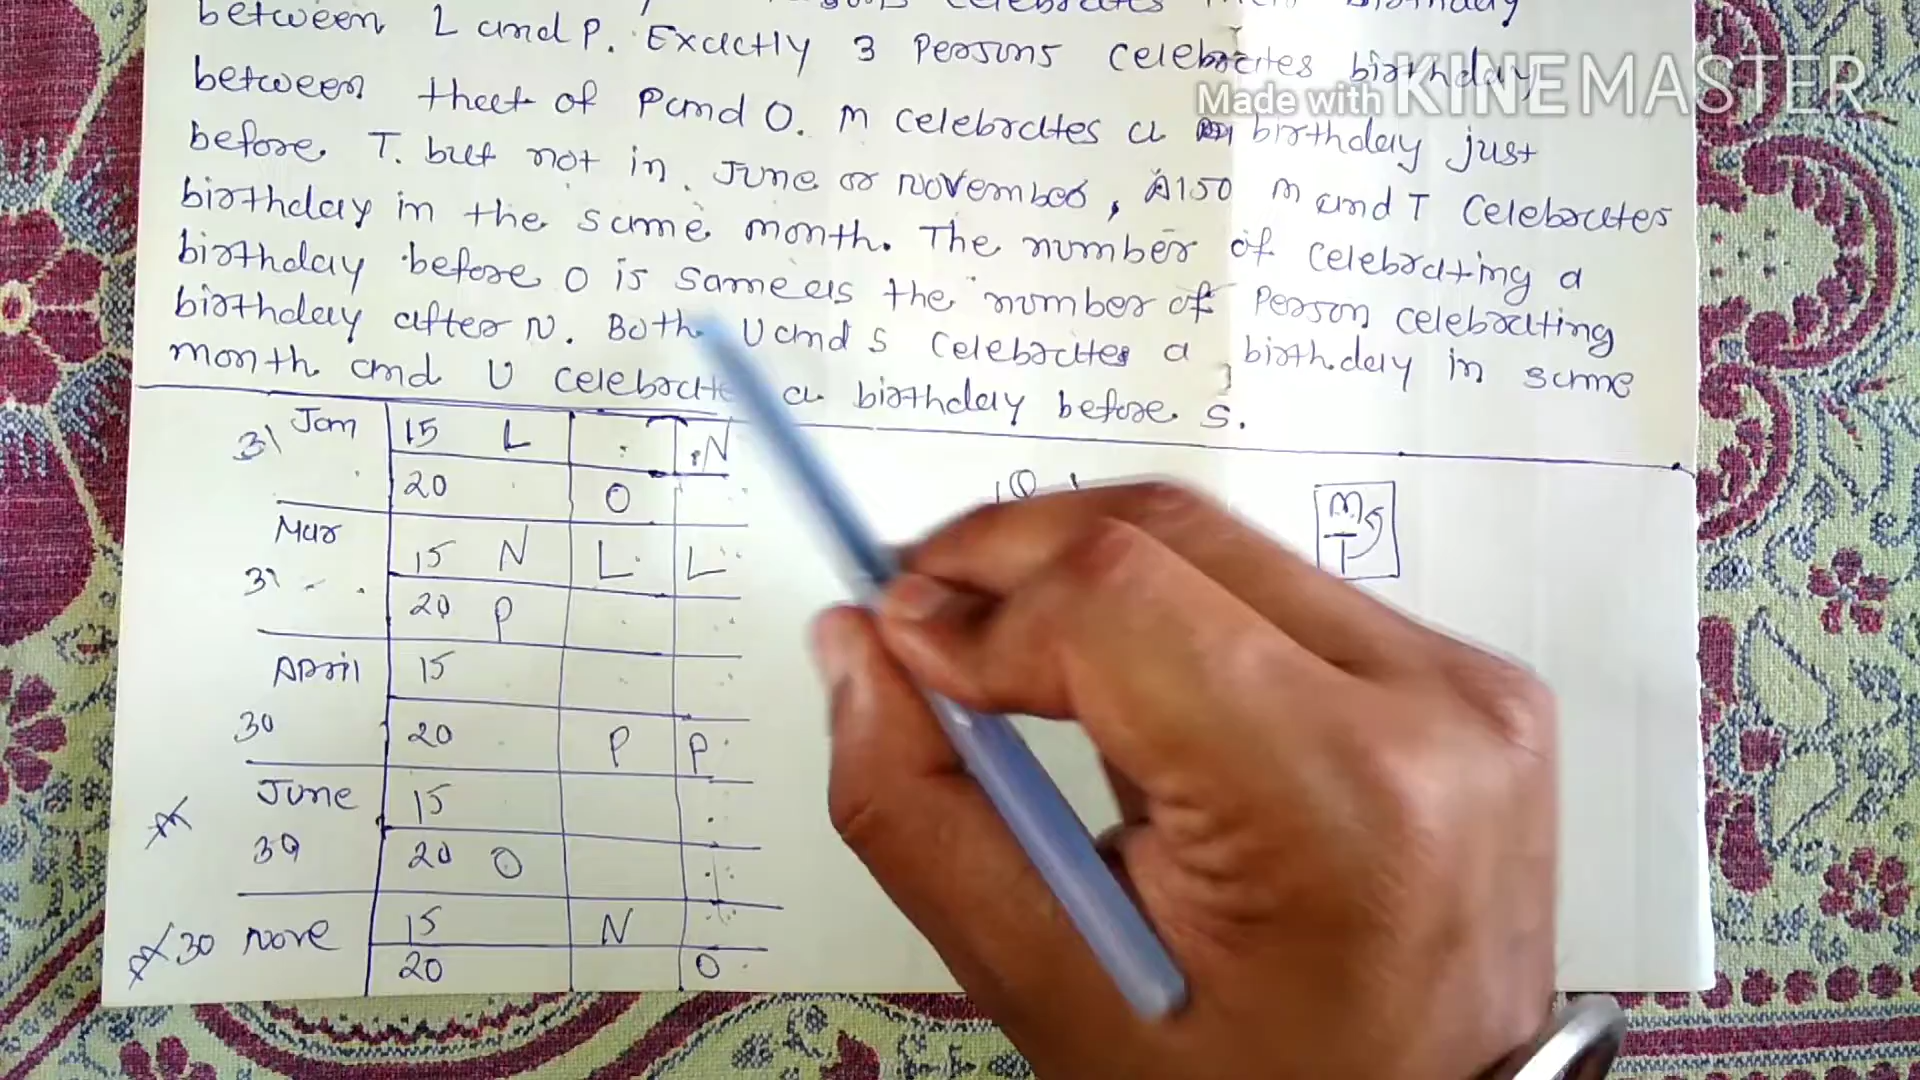 between L and P. Exactly 3 Persons celebrates birthday
between that of P and O. M celebrates a birthday just
before T. but not in June or November, Also M and T celebrates
birthday in the same month. The number of celebrating a
birthday before O is same as the number of Person celebrating
birthday after N. Both U and S celebrates a birthday in same
month and U celebrate a birthday before S.
Made with KINEMASTER
31 Jan 15 L N
20 O
Mar 15 N L L
31 20 P
April 15
30 20 P P
June 15
30 20 O
30 Nove 15 N
20 O
M
T